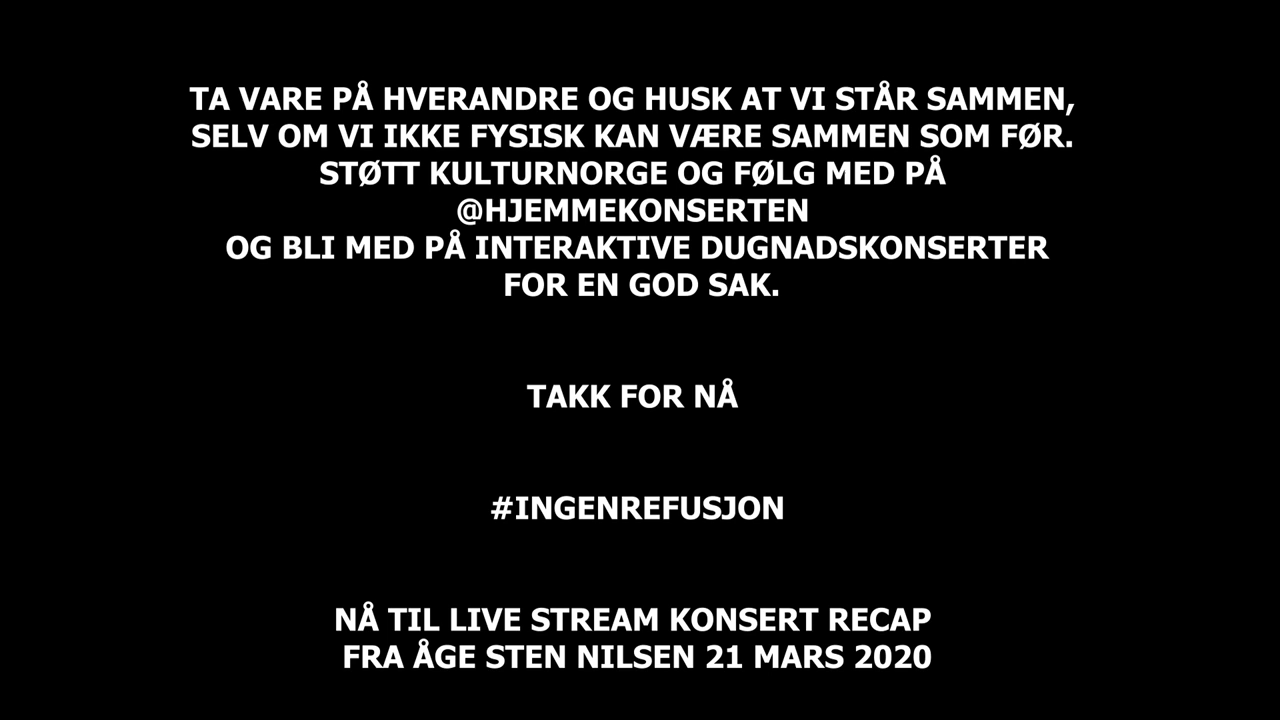 TA VARE PÅ HVERANDRE OG HUSK AT VI STÅR SAMMEN,
SELV OM VI IKKE FYSISK KAN VÆRE SAMMEN SOM FØR.
STØTT KULTURNORGE OG FØLG MED PÅ
@HJEMMEKONSERTEN
OG BLI MED PÅ INTERAKTIVE DUGNADSKONSERTER
FOR EN GOD SAK.
TAKK FOR NÅ
#INGENREFUSJON
NÅ TIL LIVE STREAM KONSERT RECAP
FRA ÅGE STEN NILSEN 21 MARS 2020